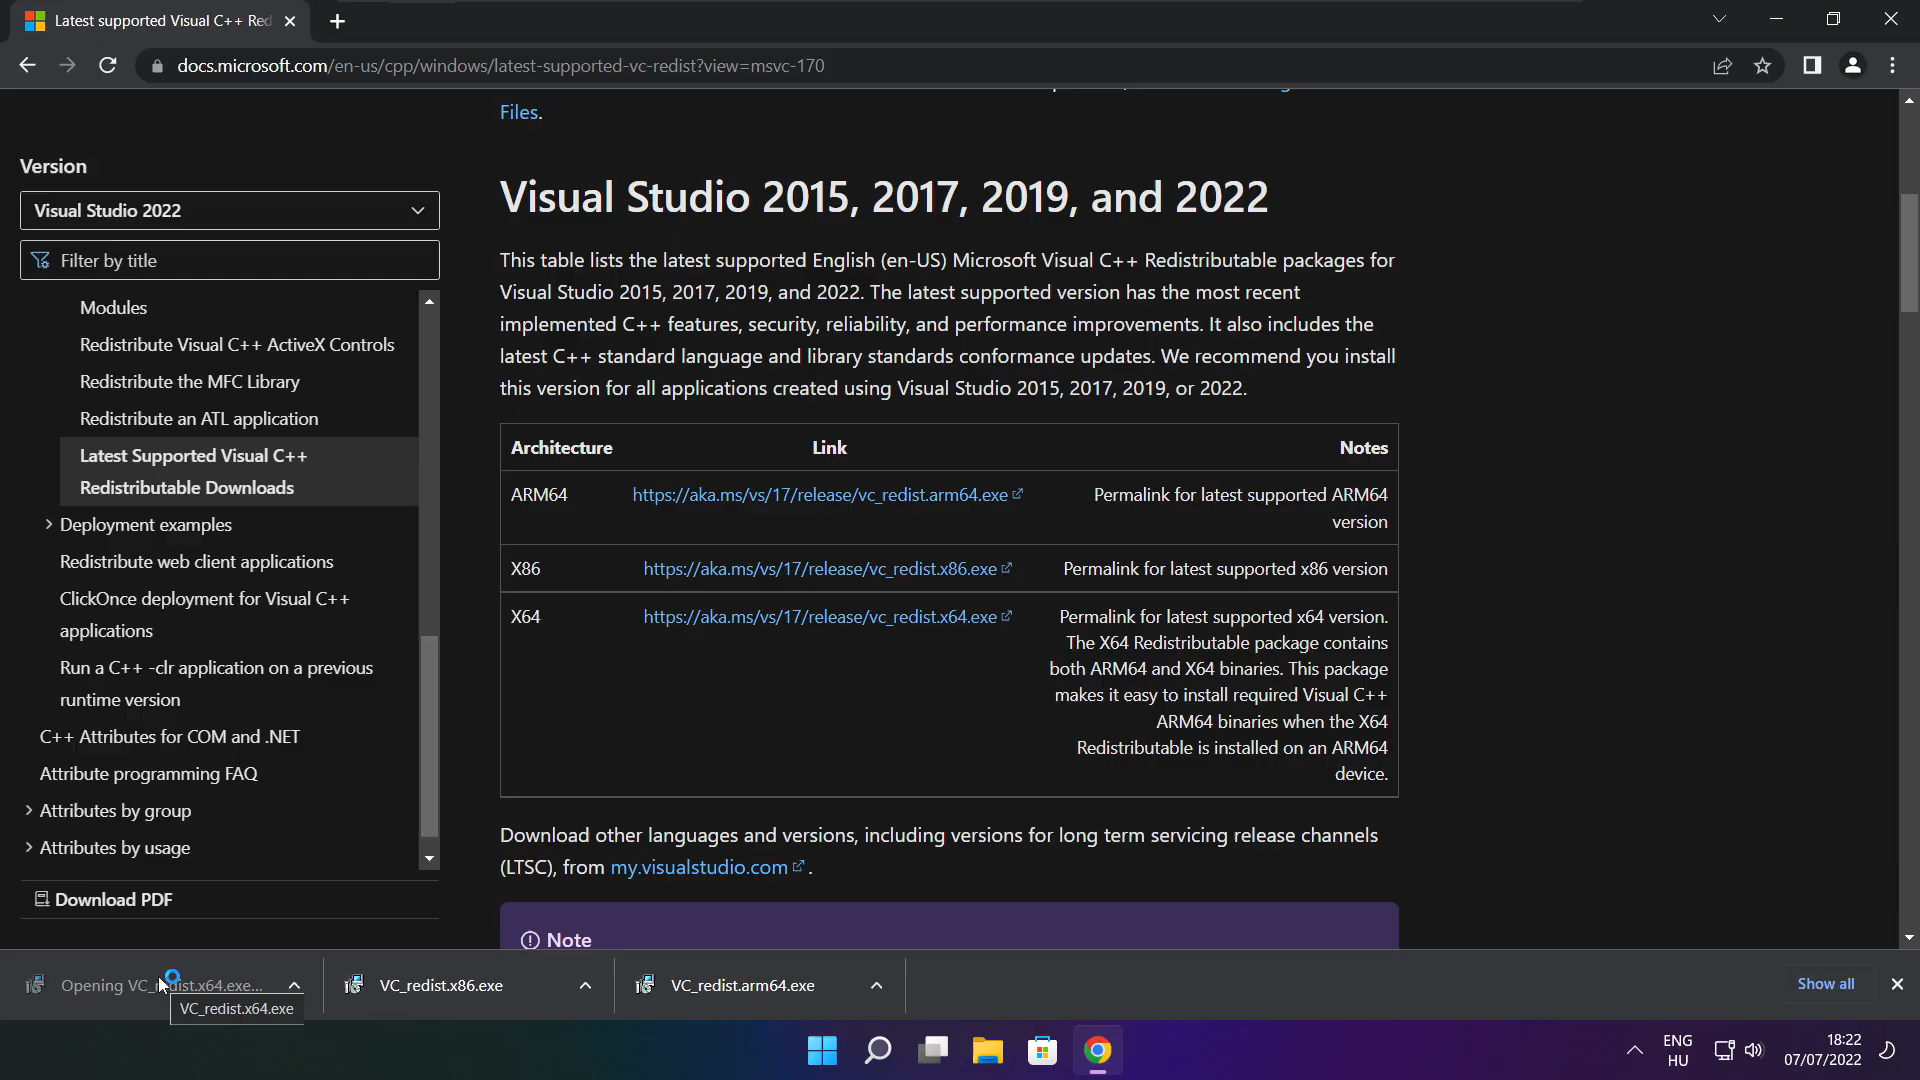 Latest supported Visual C++ Red
docs.microsoft.com/en-us/cpp/windows/latest-supported-vc-redist?view=msvc-170
Version
Visual Studio 2022
Filter by title
Modules
Redistribute Visual C++ ActiveX Controls
Redistribute the MFC Library
Redistribute an ATL application
Latest Supported Visual C++
Redistributable Downloads
Deployment examples
Redistribute web client applications
ClickOnce deployment for Visual C++
applications
Run a C++ -clr application on a previous
runtime version
C++ Attributes for COM and .NET
Attribute programming FAQ
Attributes by group
Attributes by usage
Download PDF
Files.
Visual Studio 2015, 2017, 2019, and 2022
This table lists the latest supported English (en-US) Microsoft Visual C++ Redistributable packages for
Visual Studio 2015, 2017, 2019, and 2022. The latest supported version has the most recent
implemented C++ features, security, reliability, and performance improvements. It also includes the
latest C++ standard language and library standards conformance updates. We recommend you install
this version for all applications created using Visual Studio 2015, 2017, 2019, or 2022.
Architecture Link Notes
ARM64 https://aka.ms/vs/17/release/vc_redist.arm64.exe Permalink for latest supported ARM64
version
X86 https://aka.ms/vs/17/release/vc_redist.x86.exe Permalink for latest supported x86 version
X64 https://aka.ms/vs/17/release/vc_redist.x64.exe Permalink for latest supported x64 version.
The X64 Redistributable package contains
both ARM64 and X64 binaries. This package
makes it easy to install required Visual C++
ARM64 binaries when the X64
Redistributable is installed on an ARM64
device.
Download other languages and versions, including versions for long term servicing release channels
(LTSC), from my.visualstudio.com.
Note
Opening VC_redist.x64.exe...
VC_redist.x86.exe
VC_redist.arm64.exe
Show all
VC_redist.x64.exe
ENG
HU
18:22
07/07/2022